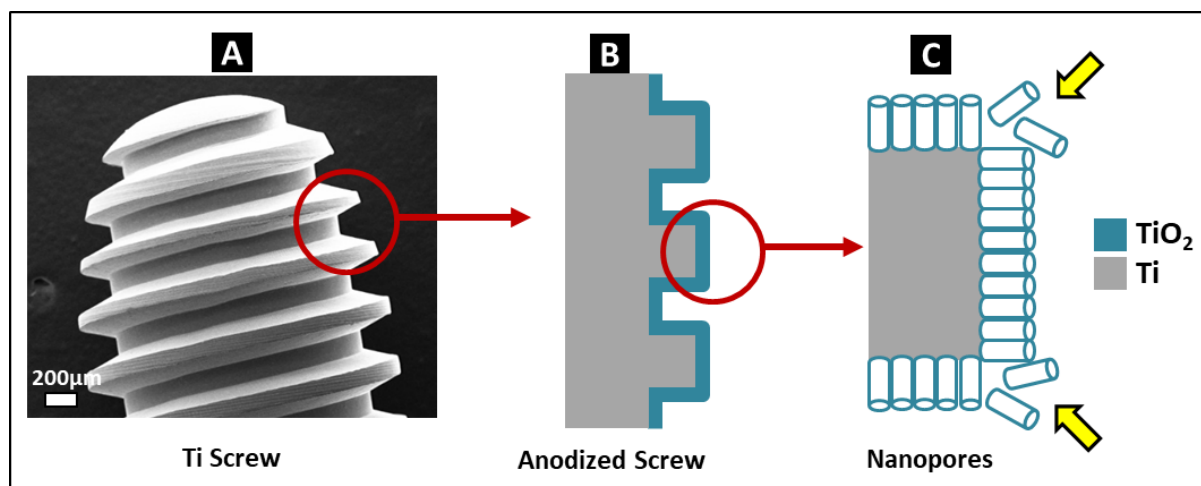 A
B
C
200μm
TiO₂
Ti
Ti Screw
Anodized Screw
Nanopores